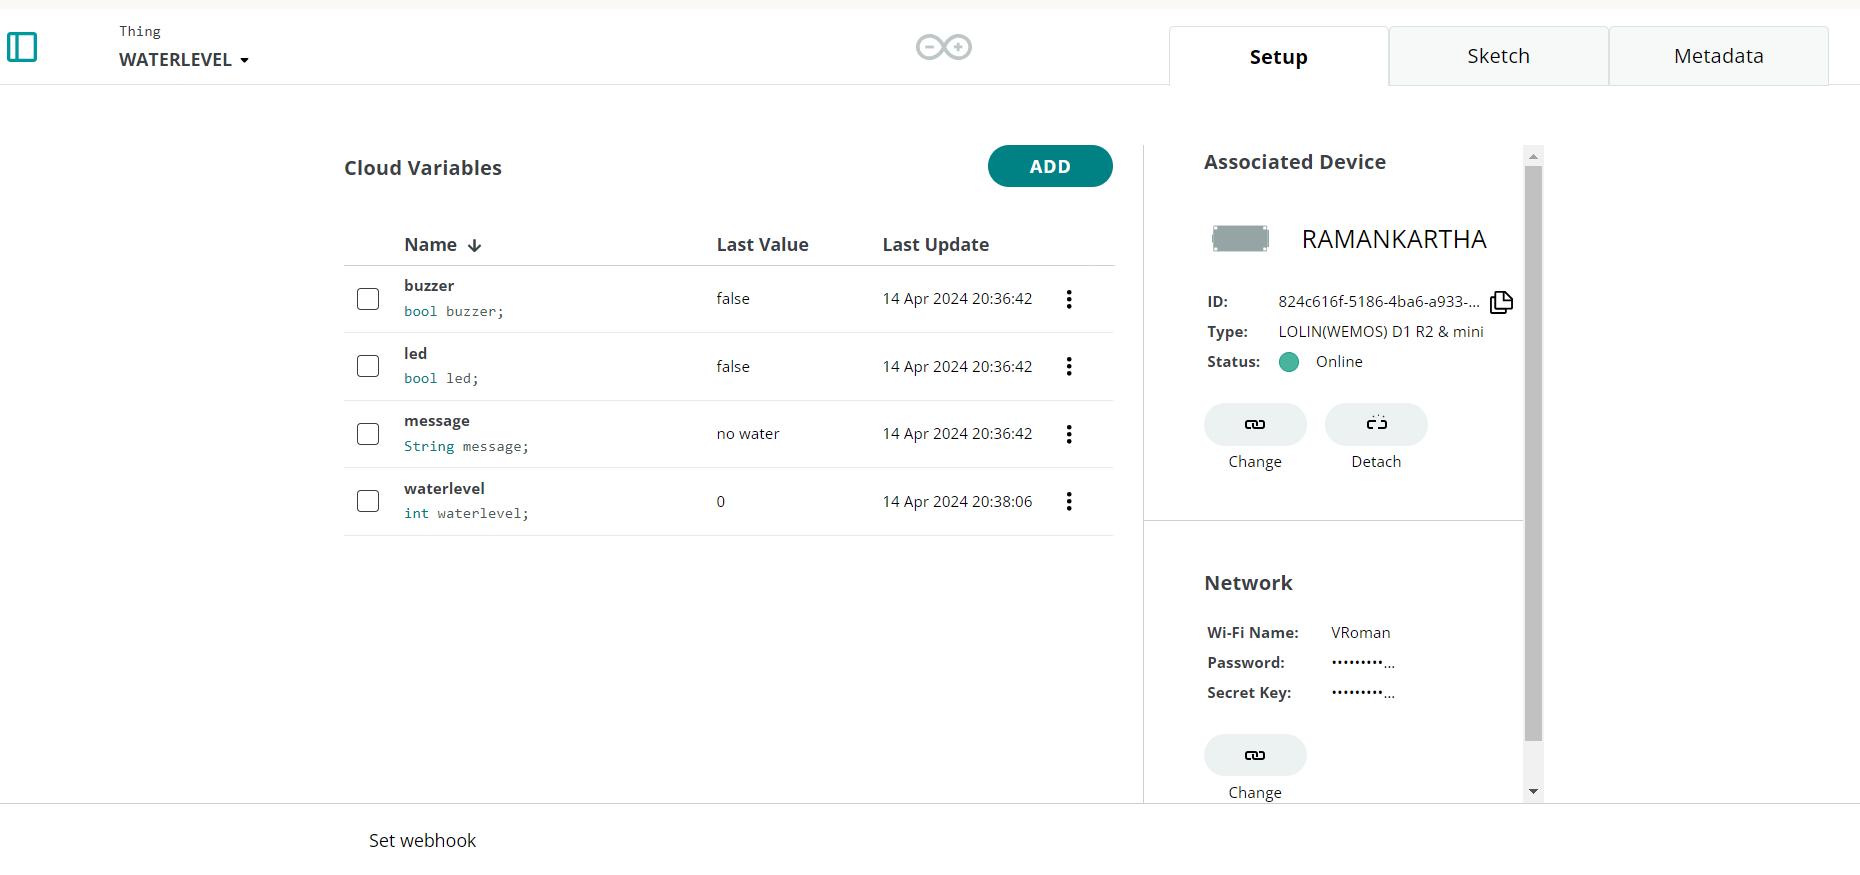 Thing
WATERLEVEL
Setup
Sketch
Metadata
Cloud Variables
ADD
Name Last Value Last Update
buzzer
bool buzzer;
false
14 Apr 2024 20:36:42
led
bool led;
false
14 Apr 2024 20:36:42
message
String message;
no water
14 Apr 2024 20:36:42
waterlevel
int waterlevel;
0
14 Apr 2024 20:38:06
Associated Device
RAMANKARTHA
ID: 824c616f-5186-4ba6-a933-...
Type: LOLIN(WEMOS) D1 R2 & mini
Status: Online
Change
Detach
Network
Wi-Fi Name: VRoman
Password: •••••••••...
Secret Key: •••••••••...
Change
Set webhook